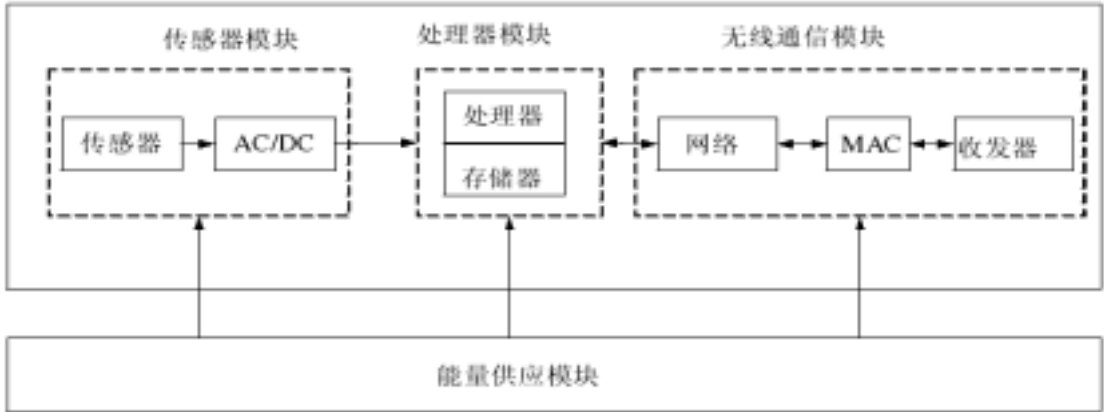 传感器模块
处理器模块
无线通信模块
传感器
AC/DC
处理器
存储器
网络
MAC
收发器
能量供应模块